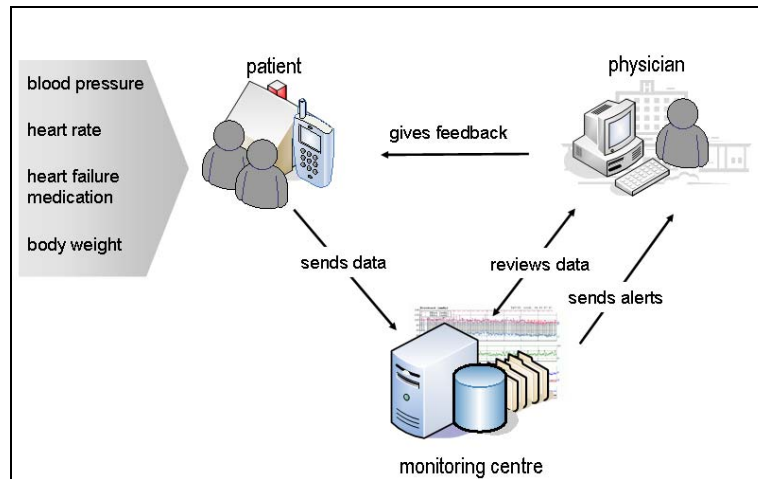 patient
physician
blood pressure
heart rate
heart failure
medication
body weight
gives feedback
sends data
reviews data
sends alerts
monitoring centre